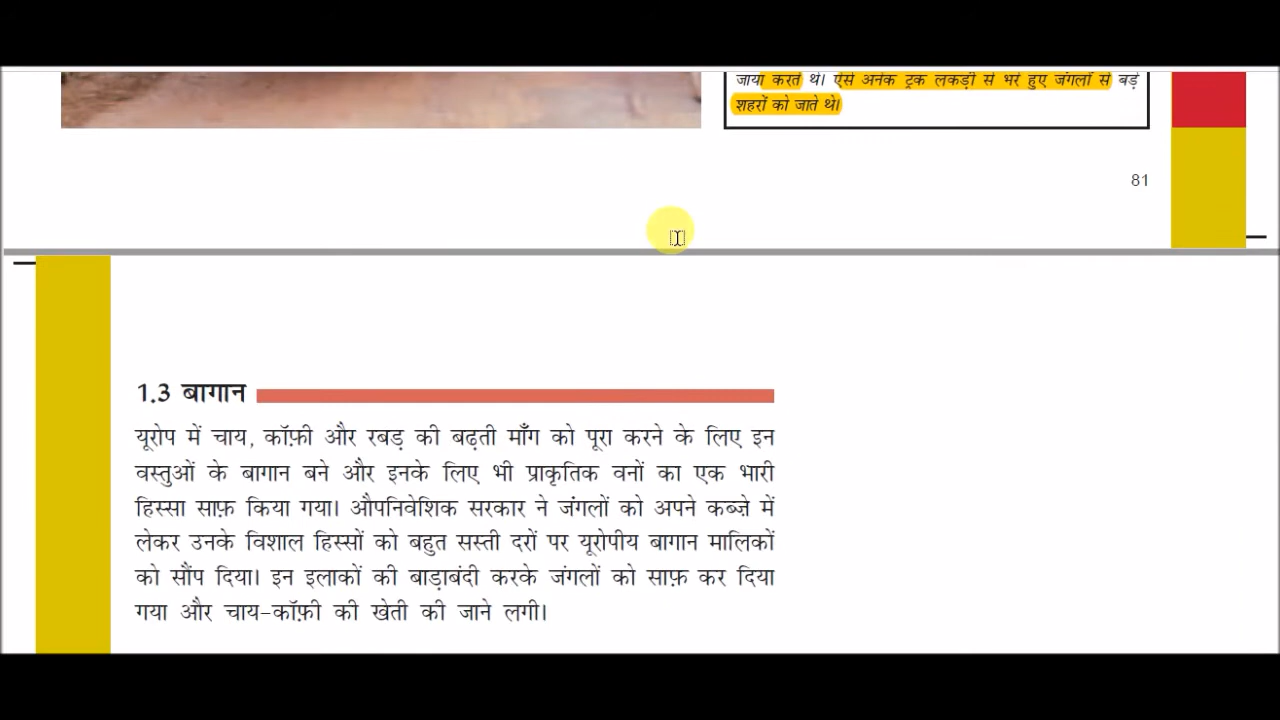 जाया करते थे। ऐसे अनेक ट्रक लकड़ी से भरे हुए जंगलों से बड़े
शहरों को जाते थे।
81
1.3 बागान
यूरोप में चाय, कॉफ़ी और रबड़ की बढ़ती माँग को पूरा करने के लिए इन
वस्तुओं के बागान बने और इनके लिए भी प्राकृतिक वनों का एक भारी
हिस्सा साफ़ किया गया। औपनिवेशिक सरकार ने जंगलों को अपने कब्ज़े में
लेकर उनके विशाल हिस्सों को बहुत सस्ती दरों पर यूरोपीय बागान मालिकों
को सौंप दिया। इन इलाकों की बाड़ाबंदी करके जंगलों को साफ़ कर दिया
गया और चाय-कॉफ़ी की खेती की जाने लगी।